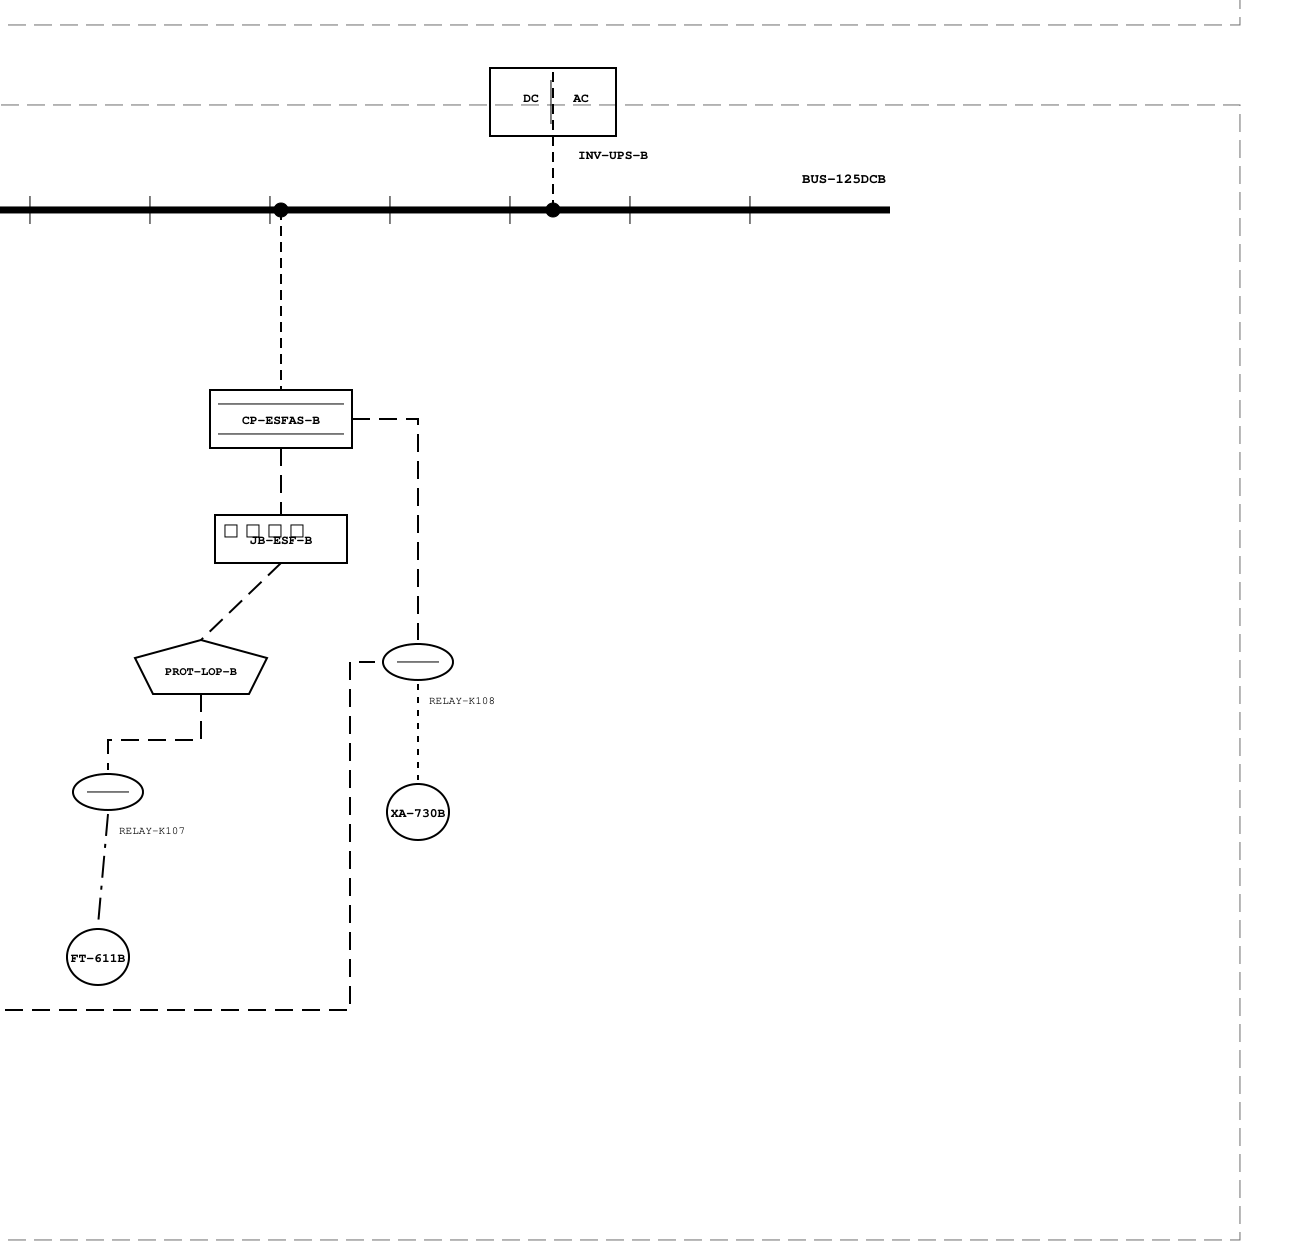 DC AC
INV-UPS-B
BUS-125DCB
CP-ESFAS-B
JB-ESF-B
PROT-LOP-B
RELAY-K108
XA-730B
RELAY-K107
FT-611B